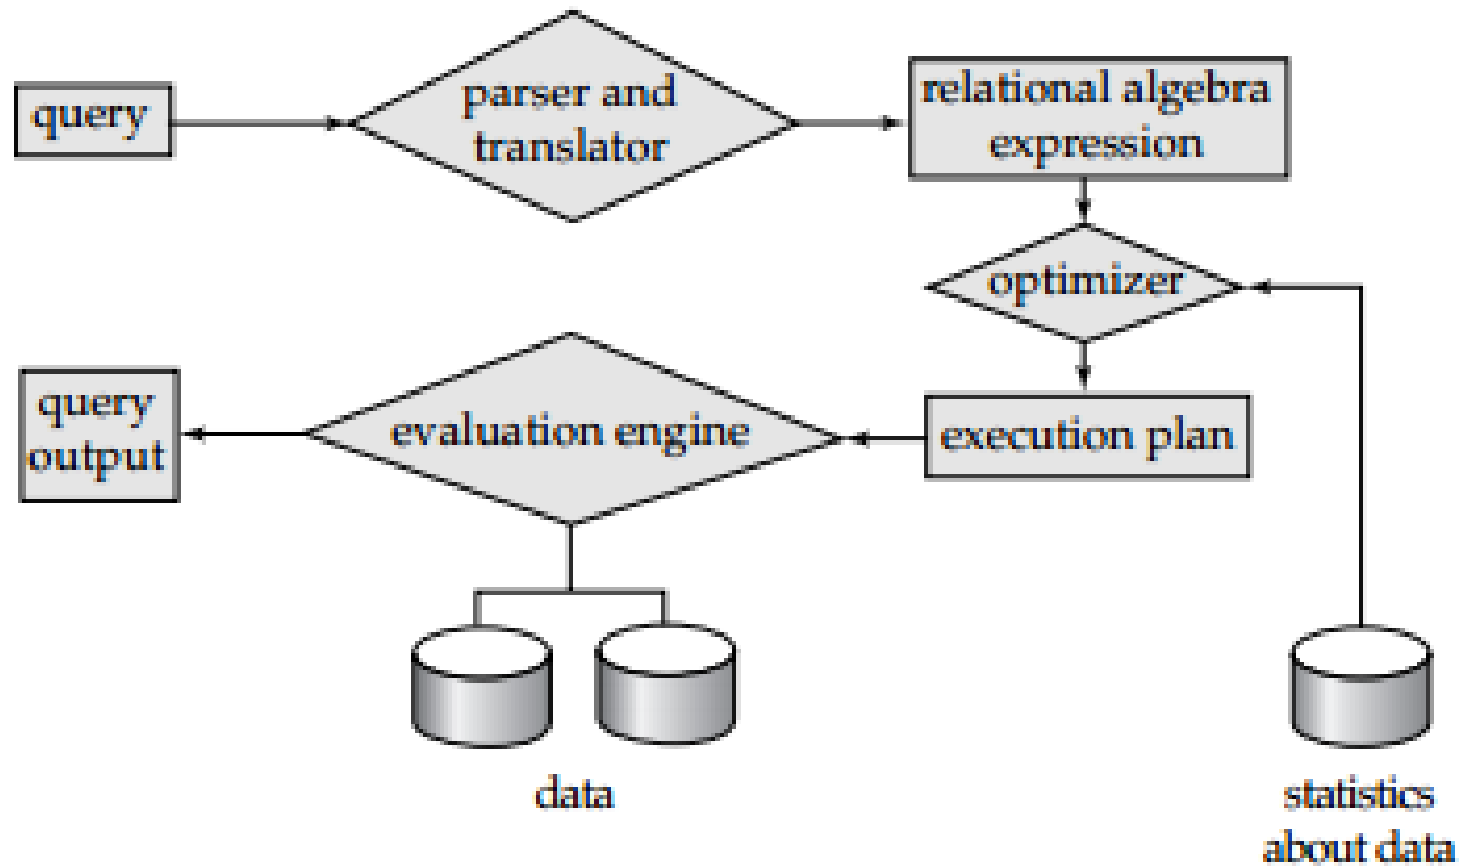 query
parser and
translator
relational algebra
expression
optimizer
query
output
evaluation engine
execution plan
data
statistics
about data